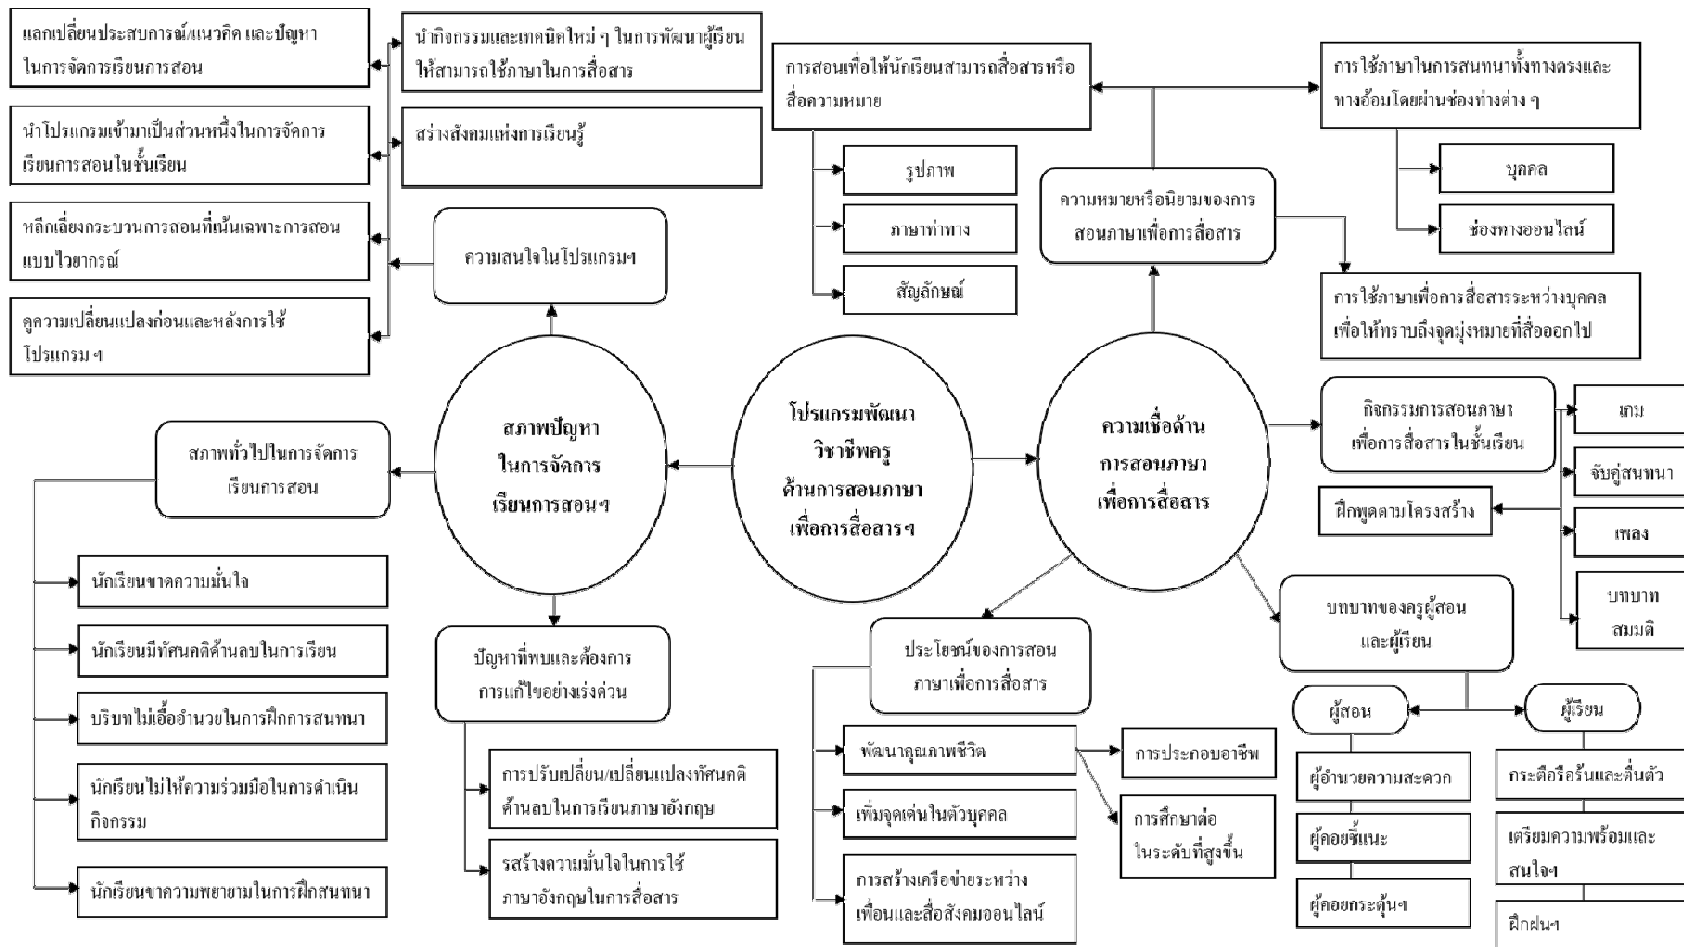 แลกเปลี่ยนประสบการณ์/แนวคิด และปัญหา
ในการจัดการเรียนการสอน
นำกิจกรรมและเทคนิคใหม่ ๆ ในการพัฒนาผู้เรียน
ให้สามารถใช้ภาษาในการสื่อสาร
นำโปรแกรมเข้ามาเป็นส่วนหนึ่งในการจัดการ
เรียนการสอนในชั้นเรียน
สร้างสังคมแห่งการเรียนรู้
หลีกเลี่ยงกระบวนการสอนที่เน้นเฉพาะการสอน
แบบไวยากรณ์
ดูความเปลี่ยนแปลงก่อนและหลังการใช้
โปรแกรม ฯ
ความสนใจในโปรแกรมฯ
สภาพปัญหา
ในการจัดการ
เรียนการสอนฯ
สภาพทั่วไปในการจัดการ
เรียนการสอน
นักเรียนขาดความมั่นใจ
นักเรียนมีทัศนคติด้านลบในการเรียน
บริบทไม่เอื้ออำนวยในการฝึกการสนทนา
นักเรียนไม่ให้ความร่วมมือในการดำเนิน
กิจกรรม
นักเรียนขาความพยายามในการฝึกสนทนา
ปัญหาที่พบและต้องการ
การแก้ไขอย่างเร่งด่วน
การปรับเปลี่ยน/เปลี่ยนแปลงทัศนคติ
ด้านลบในการเรียนภาษาอังกฤษ
รสร้างความมั่นใจในการใช้
ภาษาอังกฤษในการสื่อสาร
โปรแกรมพัฒนา
วิชาชีพครู
ด้านการสอนภาษา
เพื่อการสื่อสารฯ
ความเชื่อด้าน
การสอนภาษา
เพื่อการสื่อสาร
ความหมายหรือนิยามของการ
สอนภาษาเพื่อการสื่อสาร
การสอนเพื่อให้นักเรียนสามารถสื่อสารหรือ
สื่อความหมาย
รูปภาพ
ภาษาท่าทาง
สัญลักษณ์
การใช้ภาษาในการสนทนาทั้งทางตรงและ
ทางอ้อมโดยผ่านช่องท่างต่าง ๆ
บุคคล
ช่องทางออนไลน์
การใช้ภาษาเพื่อการสื่อสารระหว่างบุคคล
เพื่อให้ทราบถึงจุดมุ่งหมายที่สื่อออกไป
กิจกรรมการสอนภาษา
เพื่อการสื่อสารในชั้นเรียน
เกม
จับคู่สนทนา
ฝึกพูดตามโครงสร้าง
เพลง
บทบาท
สมมติ
บทบาทของครูผู้สอน
และผู้เรียน
ผู้สอน
ผู้อำนวยความสะดวก
ผู้คอยชี้แนะ
ผู้คอยกระตุ้นฯ
ผู้เรียน
กระตือรือร้นและตื่นตัว
เตรียมความพร้อมและ
สนใจฯ
ฝึกฝนฯ
ประโยชน์ของการสอน
ภาษาเพื่อการสื่อสาร
พัฒนาคุณภาพชีวิต
การประกอบอาชีพ
การศึกษาต่อ
ในระดับที่สูงขึ้น
เพิ่มจุดเด่นในตัวบุคคล
การสร้างเครือข่ายระหว่าง
เพื่อนและสื่อสังคมออนไลน์